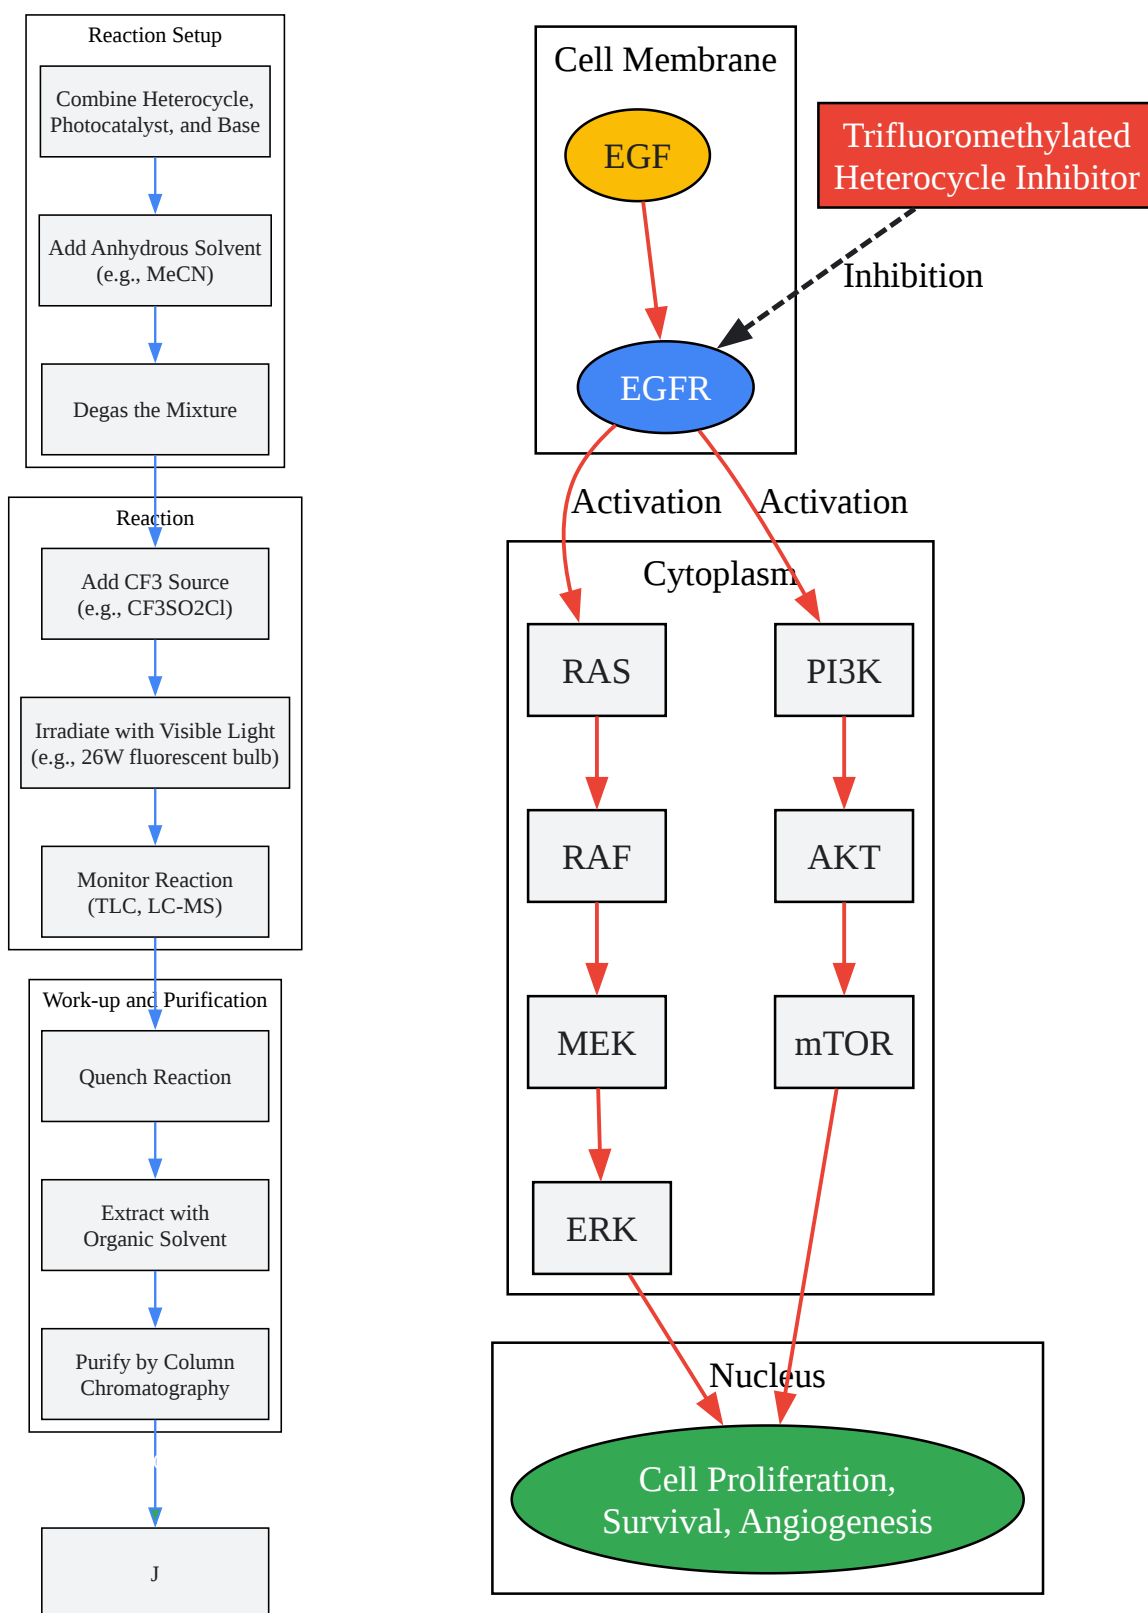 Reaction Setup
Combine Heterocycle,
Photocatalyst, and Base
Add Anhydrous Solvent
(e.g., MeCN)
Degas the Mixture
Reaction
Add CF3 Source
(e.g., CF3SO2Cl)
Irradiate with Visible Light
(e.g., 26W fluorescent bulb)
Monitor Reaction
(TLC, LC-MS)
Work-up and Purification
Quench Reaction
Extract with
Organic Solvent
Purify by Column
Chromatography
J
Cell Membrane
EGF
Trifluoromethylated
Heterocycle Inhibitor
Inhibition
EGFR
Activation
Activation
Cytoplasm
RAS
PI3K
RAF
AKT
MEK
mTOR
ERK
Nucleus
Cell Proliferation,
Survival, Angiogenesis